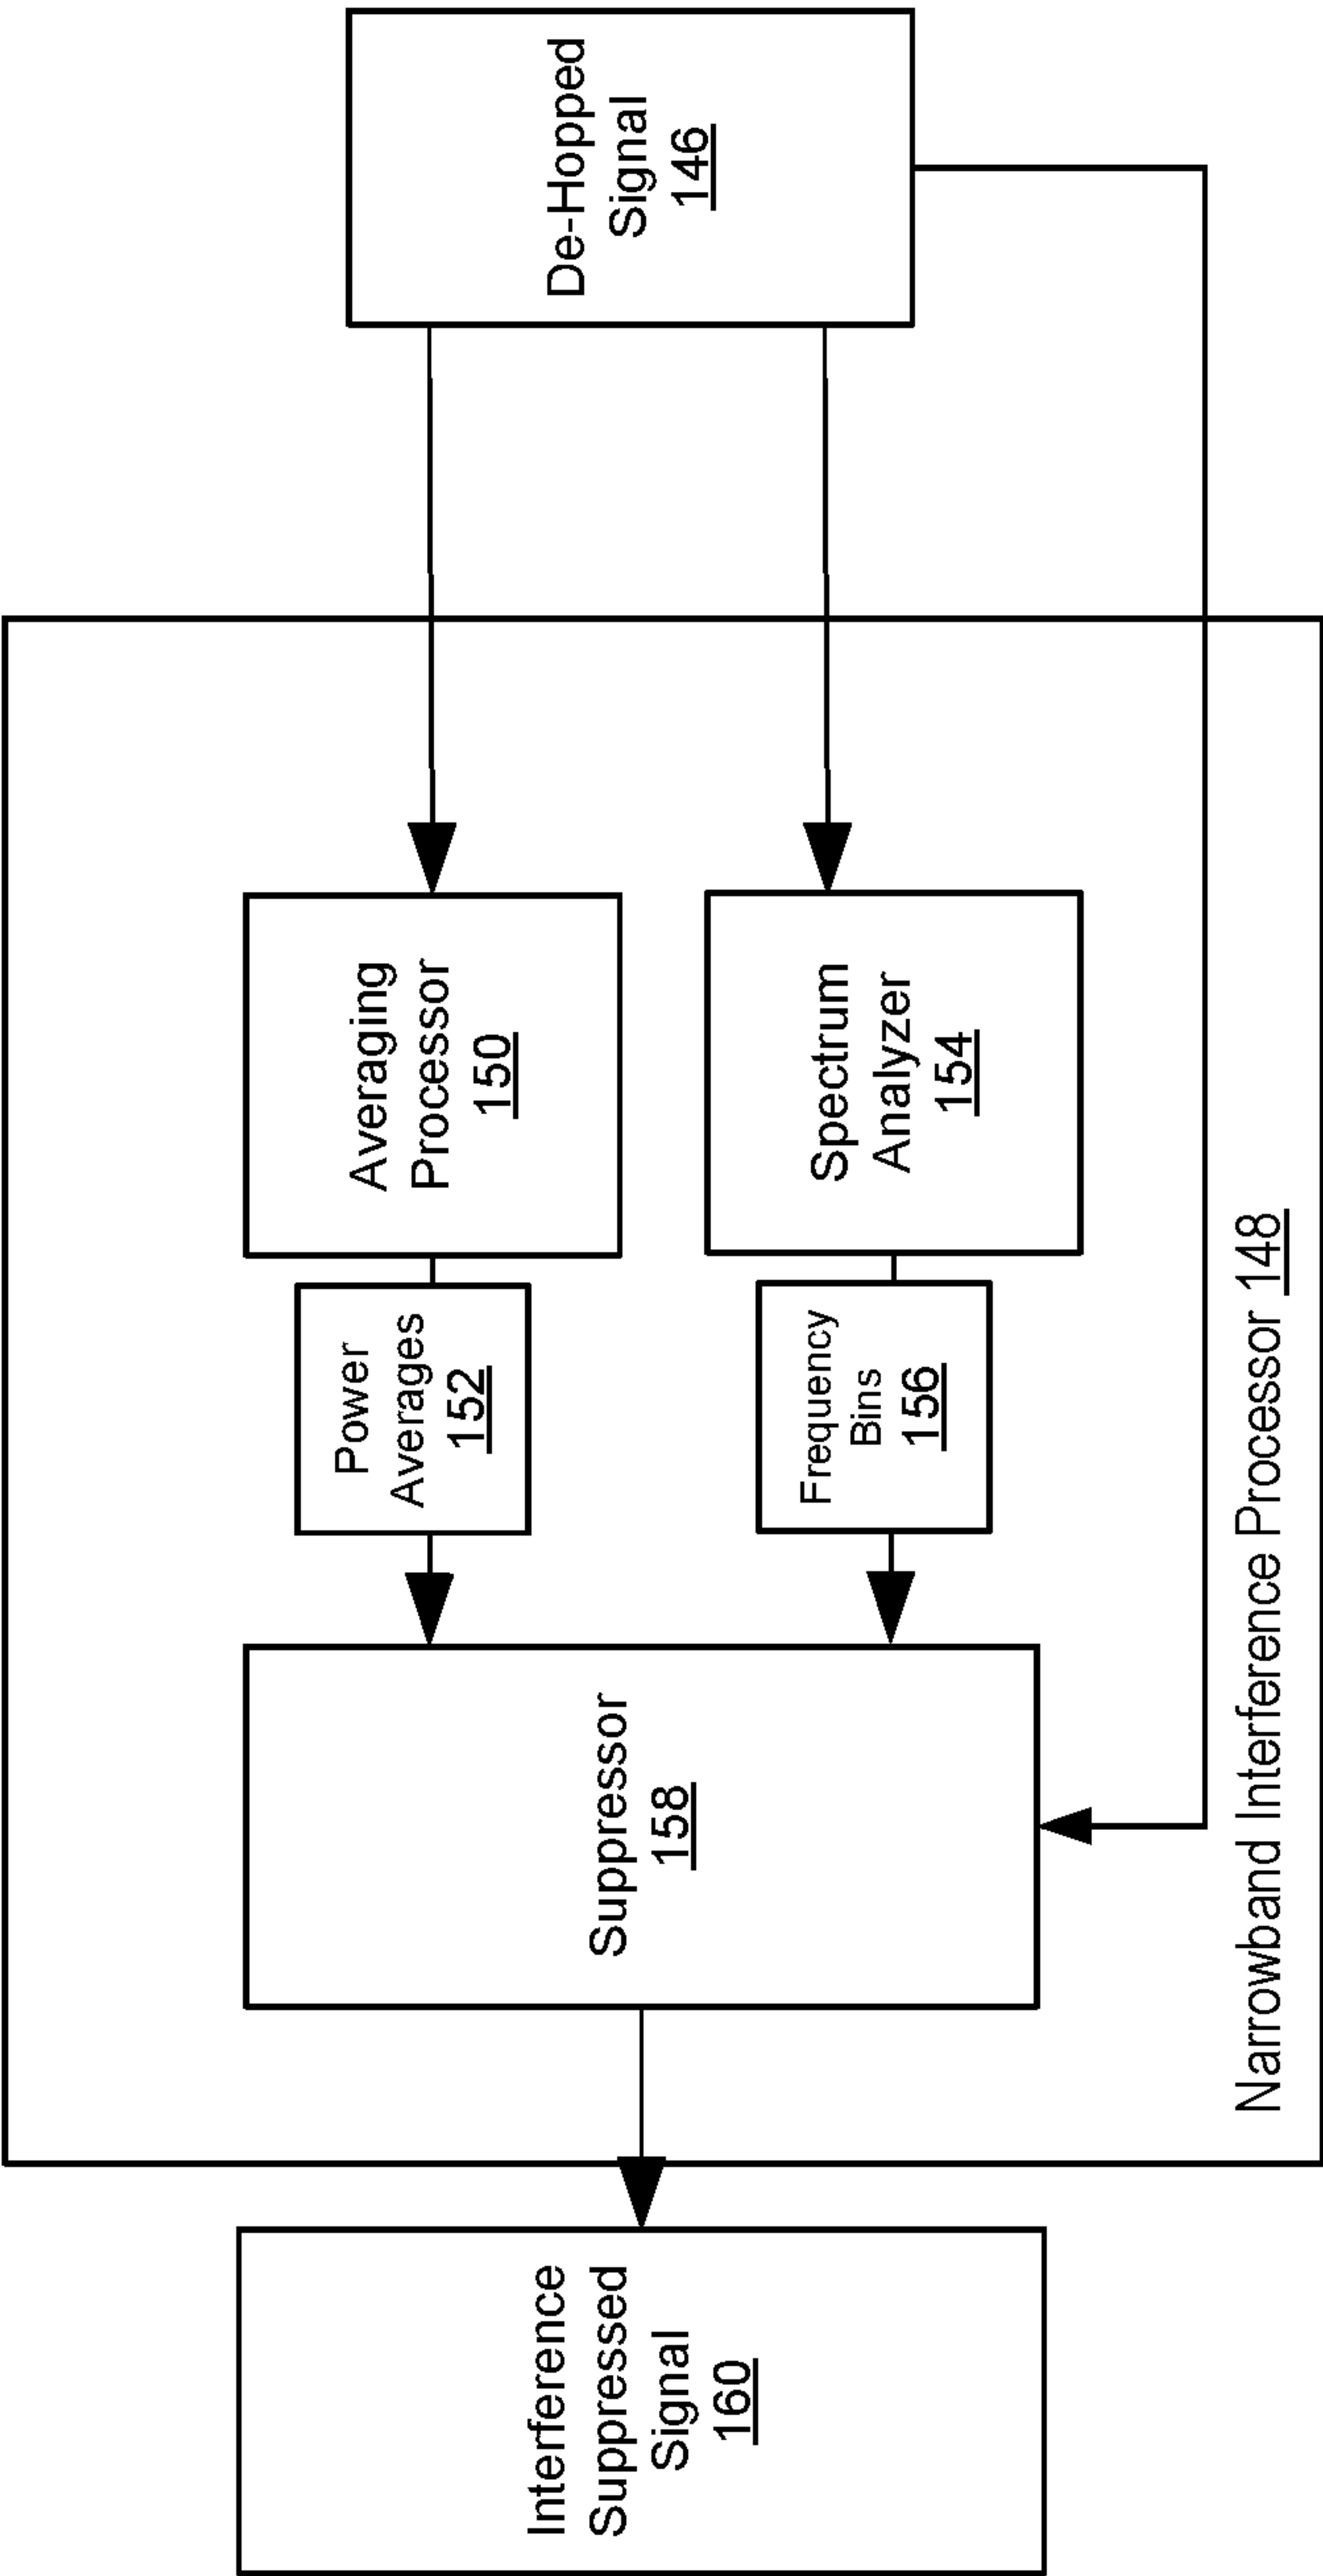 De-Hopped
Signal
146
Averaging
Processor
150
Spectrum
Analyzer
154
Power
Averages
152
Frequency
Bins
156
Suppressor
158
Narrowband Interference Processor 148
Interference
Suppressed
Signal
160